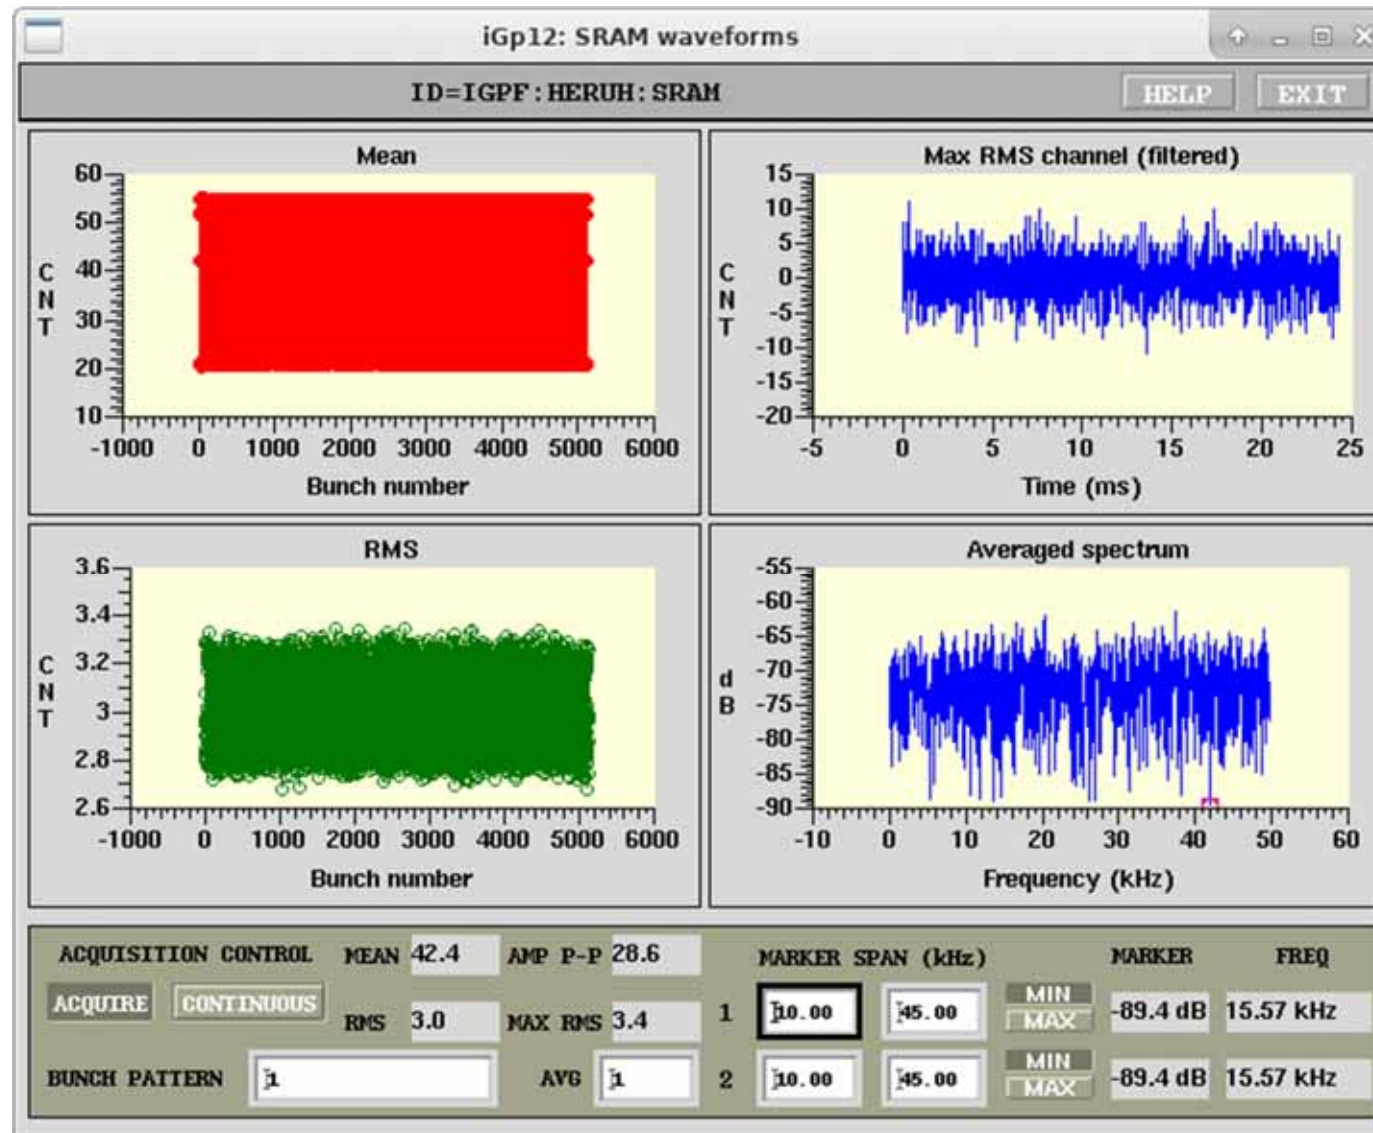 iGp12: SRAM waveforms
ID=IGPF:HERUH:SRAM
HELP
EXIT
Mean
60
50
40
30
20
10
C
N
T
-1000 0 1000 2000 3000 4000 5000 6000
Bunch number
Max RMS channel (filtered)
15
10
5
0
-5
-10
-15
-20
C
N
T
-5 0 5 10 15 20 25
Time (ms)
RMS
3.6
3.4
3.2
3
2.8
2.6
C
N
T
-1000 0 1000 2000 3000 4000 5000 6000
Bunch number
Averaged spectrum
-55
-60
-65
-70
-75
-80
-85
-90
d
B
-10 0 10 20 30 40 50 60
Frequency (kHz)
ACQUISITION CONTROL MEAN 42.4 AMP P-P 28.6
ACQUIRE CONTINUOUS RMS 3.0 MAX RMS 3.4
BUNCH PATTERN 1 AVG 1
MARKER SPAN (kHz) MARKER FREQ
1 10.00 45.00 MIN MAX -89.4 dB 15.57 kHz
2 10.00 45.00 MIN MAX -89.4 dB 15.57 kHz